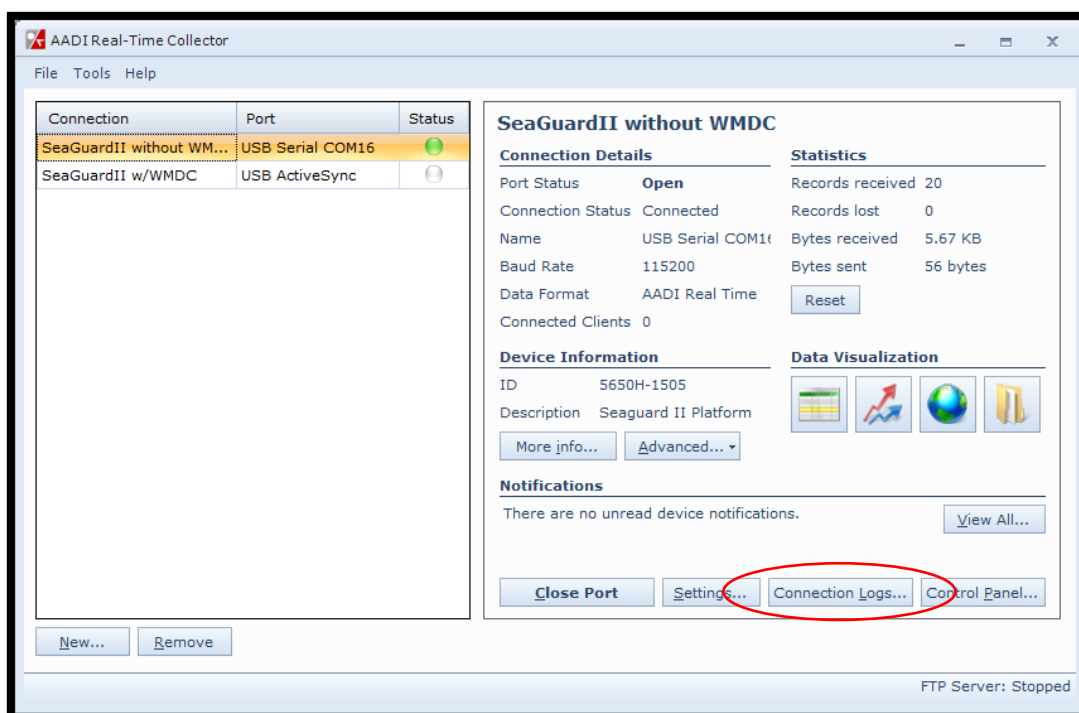 AADI Real-Time Collector
File Tools Help
Connection Port Status
SeaGuardII without WM... USB Serial COM16
SeaGuardII w/WMDC USB ActiveSync
New... Remove
SeaGuardII without WMDC
Connection Details
Port Status Open
Connection Status Connected
Name USB Serial COM16
Baud Rate 115200
Data Format AADI Real Time
Connected Clients 0
Statistics
Records received 20
Records lost 0
Bytes received 5.67 KB
Bytes sent 56 bytes
Reset
Device Information
ID 5650H-1505
Description Seaguard II Platform
More info... Advanced...
Data Visualization
Notifications
There are no unread device notifications.
View All...
Close Port Settings... Connection Logs... Control Panel...
FTP Server: Stopped